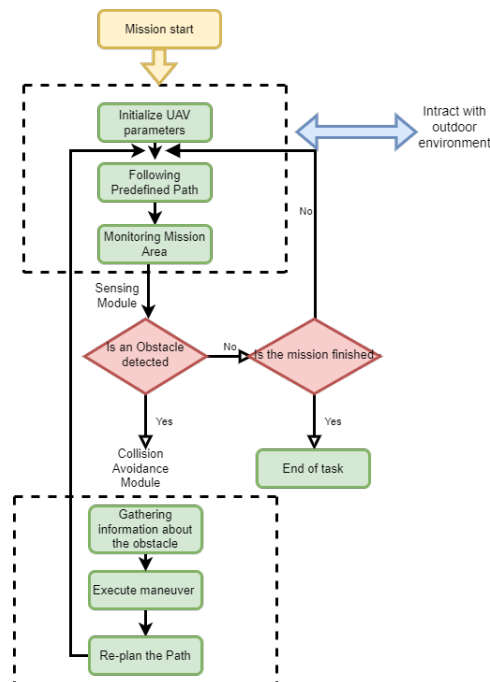 Mission start
Initialize UAV
parameters
Intract with
outdoor
environment
Following
Predefined Path
No
Monitoring Mission
Area
Sensing
Module
Is an Obstacle
detected
No
Is the mission finished
Yes
Yes
Collision
Avoidance
Module
End of task
Gathering
information about
the obstacle
Execute maneuver
Re-plan the Path